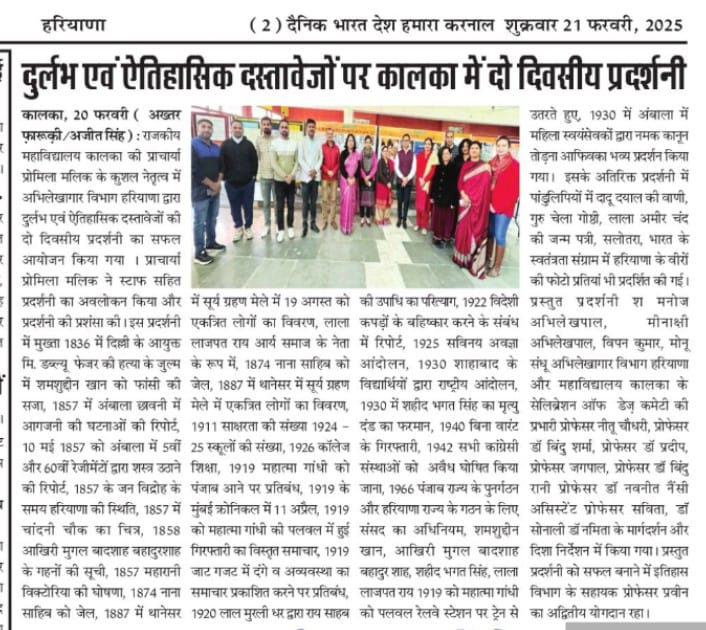 हरियाणा
( 2 ) दैनिक भारत देश हमारा करनाल शुक्रवार 21 फरवरी, 2025
दुर्लभ एवं ऐतिहासिक दस्तावेजों पर कालका में दो दिवसीय प्रदर्शनी
कालका, 20 फरवरी ( अख्तर
फ़ारूक़ी/अजीत सिंह) : राजकीय
महाविद्यालय कालका की प्राचार्या
प्रोमिला मलिक के कुशल नेतृत्व में
अभिलेखागार विभाग हरियाणा द्वारा
दुर्लभ एवं ऐतिहासिक दस्तावेजों की
दो दिवसीय प्रदर्शनी का सफल
आयोजन किया गया । प्राचार्या
प्रोमिला मलिक ने स्टाफ सहित
प्रदर्शनी का अवलोकन किया और
प्रदर्शनी की प्रशंसा की। इस प्रदर्शनी
में मुख्ता 1836 में दिल्ली के आयुक्त
मि. डब्ल्यू फेजर की हत्या के जुल्म
में शमशुद्दीन खान को फांसी की
सजा, 1857 में अंबाला छावनी में
आगजनी की घटनाओं की रिपोर्ट,
10 मई 1857 को अंबाला में 5वीं
और 60वीं रेजीमेंटों द्वारा शस्त्र उठाने
की रिपोर्ट, 1857 के जन विद्रोह के
समय हरियाणा की स्थिति, 1857 में
चांदनी चौक का चित्र, 1858
आखिरी मुगल बादशाह बहादुरशाह
के गहनों की सूची, 1857 महारानी
विक्टोरिया की घोषणा, 1874 नाना
साहिब को जेल, 1887 में थानेसर
में सूर्य ग्रहण मेले में 19 अगस्त को
एकत्रित लोगों का विवरण, लाला
लाजपत राय आर्य समाज के नेता
के रूप में, 1874 नाना साहिब को
जेल, 1887 में थानेसर में सूर्य ग्रहण
मेले में एकत्रित लोगों का विवरण,
1911 साक्षरता की संख्या 1924 –
25 स्कूलों की संख्या, 1926 कॉलेज
शिक्षा, 1919 महात्मा गांधी को
पंजाब आने पर प्रतिबंध, 1919 के
मुंबई क्रोनिकल में 11 अप्रैल, 1919
को महात्मा गांधी की पलवल में हुई
गिरफ्तारी का विस्तृत समाचार, 1919
जाट गजट में दंगे व अव्यवस्था का
समाचार प्रकाशित करने पर प्रतिबंध,
1920 लाल मुरली धर द्वारा राय साहब
की उपाधि का परित्याग, 1922 विदेशी
कपड़ों के बहिष्कार करने के संबंध
में रिपोर्ट, 1925 सविनय अवज्ञा
आंदोलन, 1930 शाहाबाद के
विद्यार्थियों द्वारा राष्ट्रीय आंदोलन,
1930 में शहीद भगत सिंह का मृत्यु
दंड का फरमान, 1940 बिना वारंट
के गिरफ्तारी, 1942 सभी कांग्रेसी
संस्थाओं को अवैध घोषित किया
जाना, 1966 पंजाब राज्य के पुनर्गठन
और हरियाणा राज्य के गठन के लिए
संसद का अधिनियम, शमशुद्दीन
खान, आखिरी मुगल बादशाह
बहादुर शाह, शहीद भगत सिंह, लाला
लाजपत राय 1919 को महात्मा गांधी
को पलवल रेलवे स्टेशन पर ट्रेन से
उतरते हुए, 1930 में अंबाला में
महिला स्वयंसेवकों द्वारा नमक कानून
तोड़ना आफिवका भव्य प्रदर्शन किया
गया। इसके अतिरिक्त प्रदर्शनी में
पांडुलिपियों में दादू दयाल की वाणी,
गुरु चेला गोष्ठी, लाला अमीर चंद
की जन्म पत्री, सलोतरा, भारत के
स्वतंत्रता संग्राम में हरियाणा के वीरों
की फोटो प्रतियां भी प्रदर्शित की गई।
प्रस्तुत प्रदर्शनी श मनोज
अभिलेखपाल, मीनाक्षी
अभिलेखपाल, विपन कुमार, मोनू
संधू अभिलेखागार विभाग हरियाणा
और महाविद्यालय कालका के
सेलिब्रेशन ऑफ डेज़ कमेटी की
प्रभारी प्रोफेसर नीतू चौधरी, प्रोफेसर
डॉ बिंदु शर्मा, प्रोफेसर डॉ प्रदीप,
प्रोफेसर जगपाल, प्रोफेसर डॉ बिंदु
रानी प्रोफेसर डॉ नवनीत नैंसी
असिस्टेंट प्रोफेसर सविता, डॉ
सोनाली डॉ नमिता के मार्गदर्शन और
दिशा निर्देशन में किया गया। प्रस्तुत
प्रदर्शनी को सफल बनाने में इतिहास
विभाग के सहायक प्रोफेसर प्रवीन
का अद्वितीय योगदान रहा।